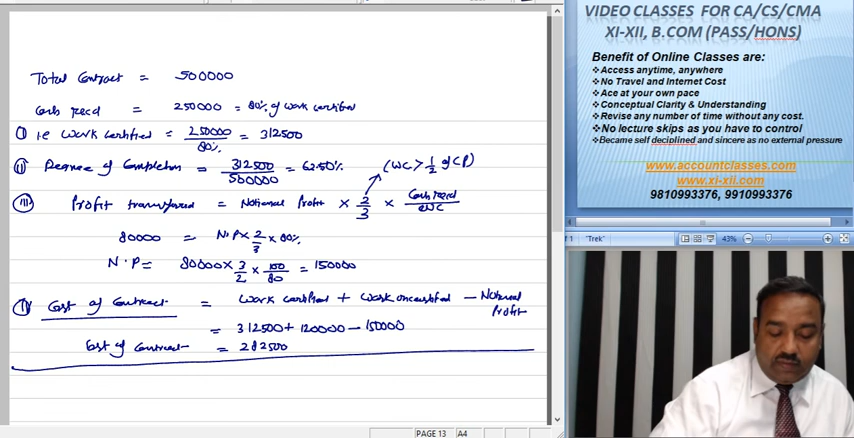 Total Contract = 500000
Cash recd = 250000 = 80% of work certified
(I) i.e work certified = 250000 / 80% = 312500
(II) Degree of Completion = 312500 / 500000 = 62.50% (WC > 1/2 of CP)
(III) Profit transferred = Notional Profit × 2/3 × Cash recd / WC
80000 = N.P × 2/3 × 80%
N.P = 80000 × 3/2 × 100/80 = 150000
(IV) Cost of Contract = work certified + work uncertified - Notional Profit
= 312500 + 120000 - 150000
Cost of Contract = 282500
PAGE 13 A4
VIDEO CLASSES FOR CA/CS/CMA
XI-XII, B.COM (PASS/HONS)
Benefit of Online Classes are:
❖Access anytime, anywhere
❖No Travel and Internet Cost
❖Ace at your own pace
❖Conceptual Clarity & Understanding
❖Revise any number of time without any cost.
❖No lecture skips as you have to control
❖Became self deciplined and sincere as no external pressure
www.accountclasses.com
www.xi-xii.com
9810993376, 9910993376
of 1 "Trek" 43%